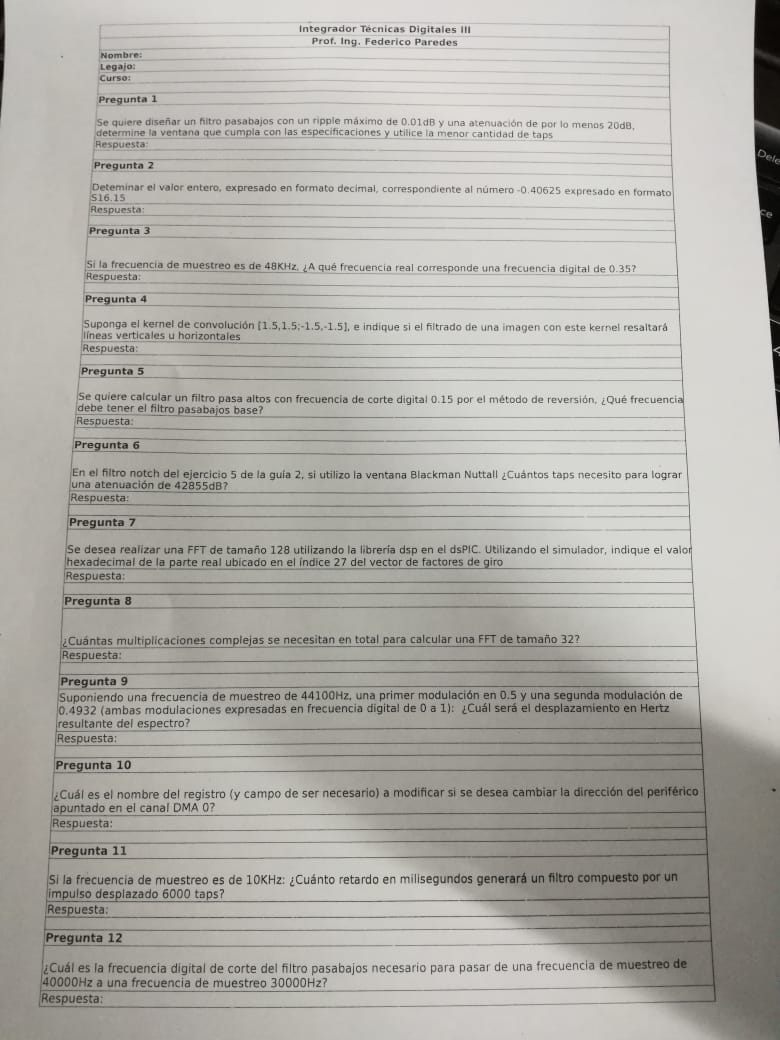 Integrador Técnicas Digitales III
Prof. Ing. Federico Paredes
Nombre:
Legajo:
Curso:
Pregunta 1
Se quiere diseñar un filtro pasabajos con un ripple máximo de 0.01dB y una atenuación de por lo menos 20dB,
determine la ventana que cumpla con las especificaciones y utilice la menor cantidad de taps
Respuesta:
Pregunta 2
Deteminar el valor entero, expresado en formato decimal, correspondiente al número -0.40625 expresado en formato
S16.15
Respuesta:
Pregunta 3
Si la frecuencia de muestreo es de 48KHz, ¿A qué frecuencia real corresponde una frecuencia digital de 0.35?
Respuesta:
Pregunta 4
Suponga el kernel de convolución [1.5,1.5;-1.5,-1.5], e indique si el filtrado de una imagen con este kernel resaltará
líneas verticales u horizontales
Respuesta:
Pregunta 5
Se quiere calcular un filtro pasa altos con frecuencia de corte digital 0.15 por el método de reversión, ¿Qué frecuencia
debe tener el filtro pasabajos base?
Respuesta:
Pregunta 6
En el filtro notch del ejercicio 5 de la guía 2, si utilizo la ventana Blackman Nuttall ¿Cuántos taps necesito para lograr
una atenuación de 42855dB?
Respuesta:
Pregunta 7
Se desea realizar una FFT de tamaño 128 utilizando la librería dsp en el dsPIC. Utilizando el simulador, indique el valor
hexadecimal de la parte real ubicado en el índice 27 del vector de factores de giro
Respuesta:
Pregunta 8
¿Cuántas multiplicaciones complejas se necesitan en total para calcular una FFT de tamaño 32?
Respuesta:
Pregunta 9
Suponiendo una frecuencia de muestreo de 44100Hz, una primer modulación en 0.5 y una segunda modulación de
0.4932 (ambas modulaciones expresadas en frecuencia digital de 0 a 1): ¿Cuál será el desplazamiento en Hertz
resultante del espectro?
Respuesta:
Pregunta 10
¿Cuál es el nombre del registro (y campo de ser necesario) a modificar si se desea cambiar la dirección del periférico
apuntado en el canal DMA 0?
Respuesta:
Pregunta 11
Si la frecuencia de muestreo es de 10KHz: ¿Cuánto retardo en milisegundos generará un filtro compuesto por un
impulso desplazado 6000 taps?
Respuesta:
Pregunta 12
¿Cuál es la frecuencia digital de corte del filtro pasabajos necesario para pasar de una frecuencia de muestreo de
40000Hz a una frecuencia de muestreo 30000Hz?
Respuesta:
Dele
ce